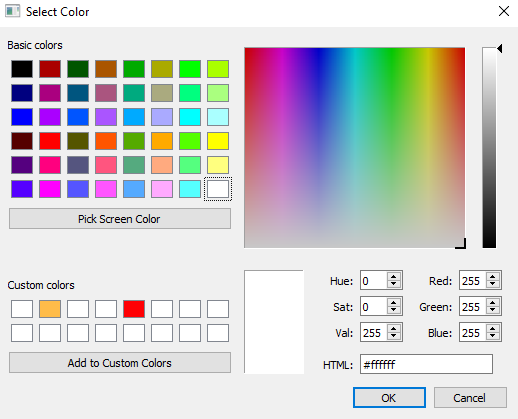 Select Color
Basic colors
Pick Screen Color
Custom colors
Add to Custom Colors
Hue: 0 Red: 255
Sat: 0 Green: 255
Val: 255 Blue: 255
HTML: #ffffff
OK Cancel